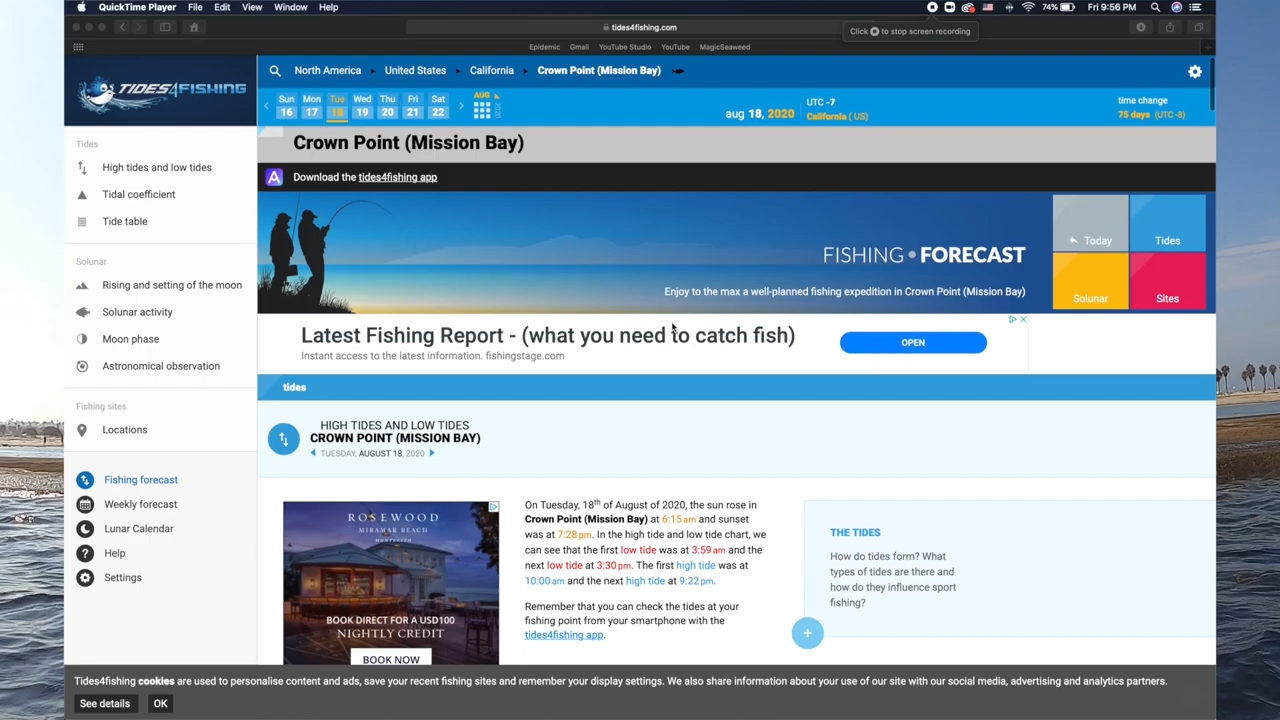 QuickTime Player File Edit View Window Help
74% Fri 9:56 PM
tides4fishing.com
Click to stop screen recording
Epidemic Gmail YouTube Studio YouTube MagicSeaweed
TIDES4FISHING
North America United States California Crown Point (Mission Bay)
Sun Mon Tue Wed Thu Fri Sat
16 17 18 19 20 21 22
AUG
2020
aug 18, 2020
UTC -7
California ( US)
time change
75 days (UTC -8)
Crown Point (Mission Bay)
Download the tides4fishing app
FISHING • FORECAST
Enjoy to the max a well-planned fishing expedition in Crown Point (Mission Bay)
Today
Tides
Solunar
Sites
Latest Fishing Report - (what you need to catch fish)
Instant access to the latest information. fishingstage.com
OPEN
Tides
High tides and low tides
Tidal coefficient
Tide table
Solunar
Rising and setting of the moon
Solunar activity
Moon phase
Astronomical observation
Fishing sites
Locations
Fishing forecast
Weekly forecast
Lunar Calendar
Help
Settings
tides
HIGH TIDES AND LOW TIDES
CROWN POINT (MISSION BAY)
TUESDAY, AUGUST 18, 2020
ROSEWOOD
MIRAMAR BEACH
MONTECITO
BOOK DIRECT FOR A USD100
NIGHTLY CREDIT
BOOK NOW
On Tuesday, 18th of August of 2020, the sun rose in
Crown Point (Mission Bay) at 6:15 am and sunset
was at 7:28 pm. In the high tide and low tide chart, we
can see that the first low tide was at 3:59 am and the
next low tide at 3:30 pm. The first high tide was at
10:00 am and the next high tide at 9:22 pm.
Remember that you can check the tides at your
fishing point from your smartphone with the
tides4fishing app.
THE TIDES
How do tides form? What
types of tides are there and
how do they influence sport
fishing?
Tides4fishing cookies are used to personalise content and ads, save your recent fishing sites and remember your display settings. We also share information about your use of our site with our social media, advertising and analytics partners.
See details OK